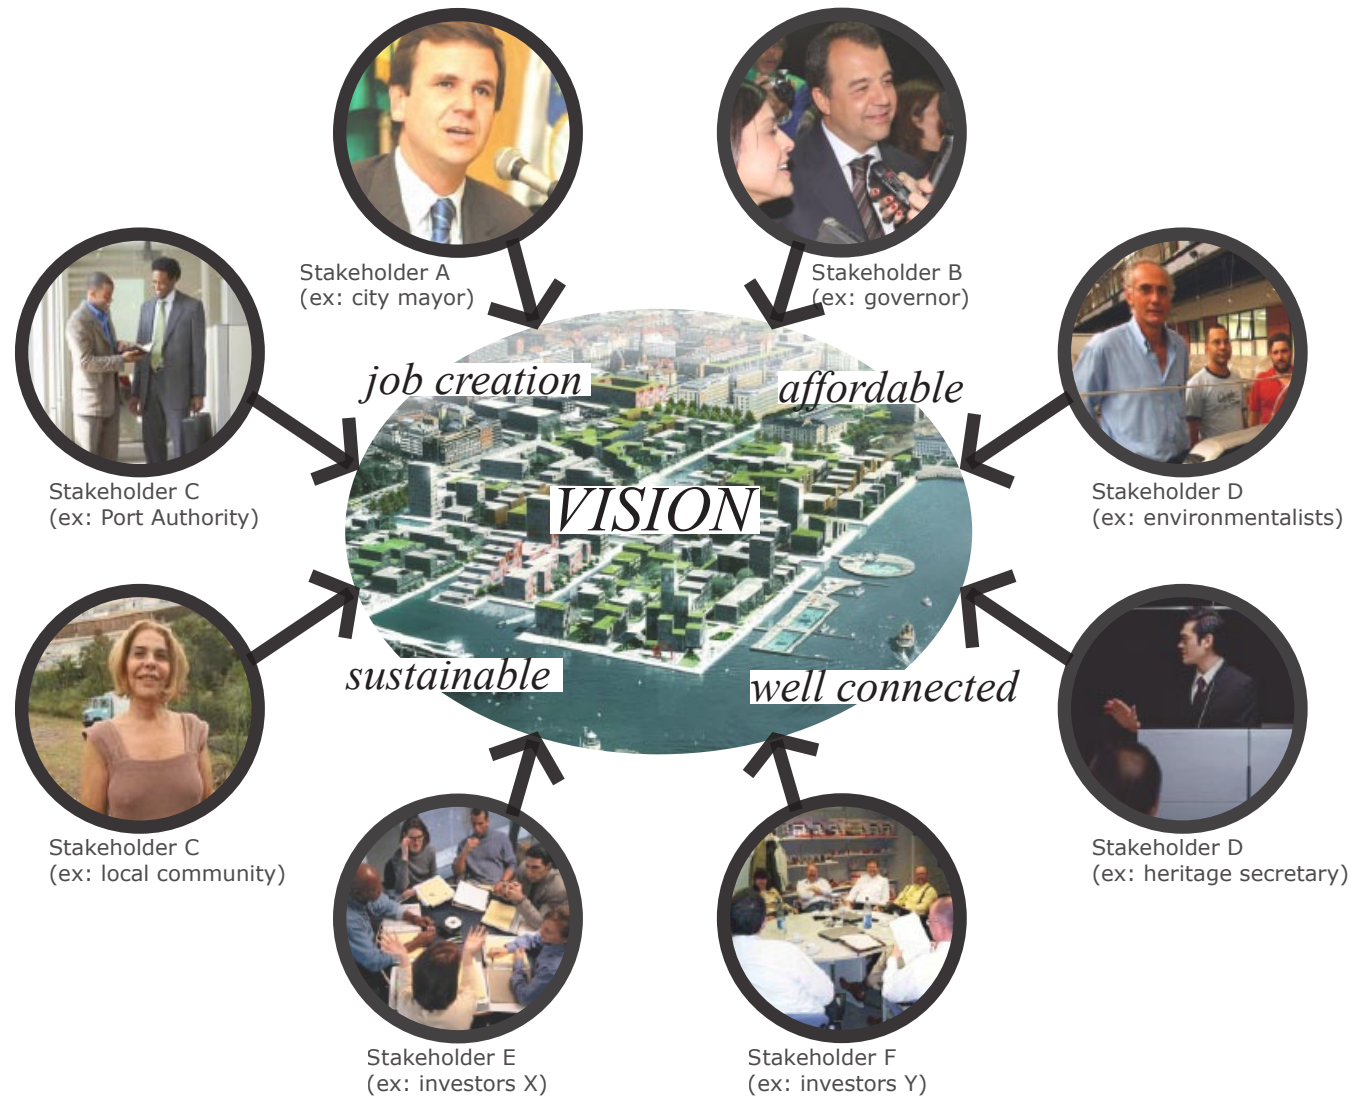 Stakeholder A
(ex: city mayor)
Stakeholder B
(ex: governor)
job creation
affordable
Stakeholder C
(ex: Port Authority)
VISION
Stakeholder D
(ex: environmentalists)
sustainable
well connected
Stakeholder C
(ex: local community)
Stakeholder D
(ex: heritage secretary)
Stakeholder E
(ex: investors X)
Stakeholder F
(ex: investors Y)